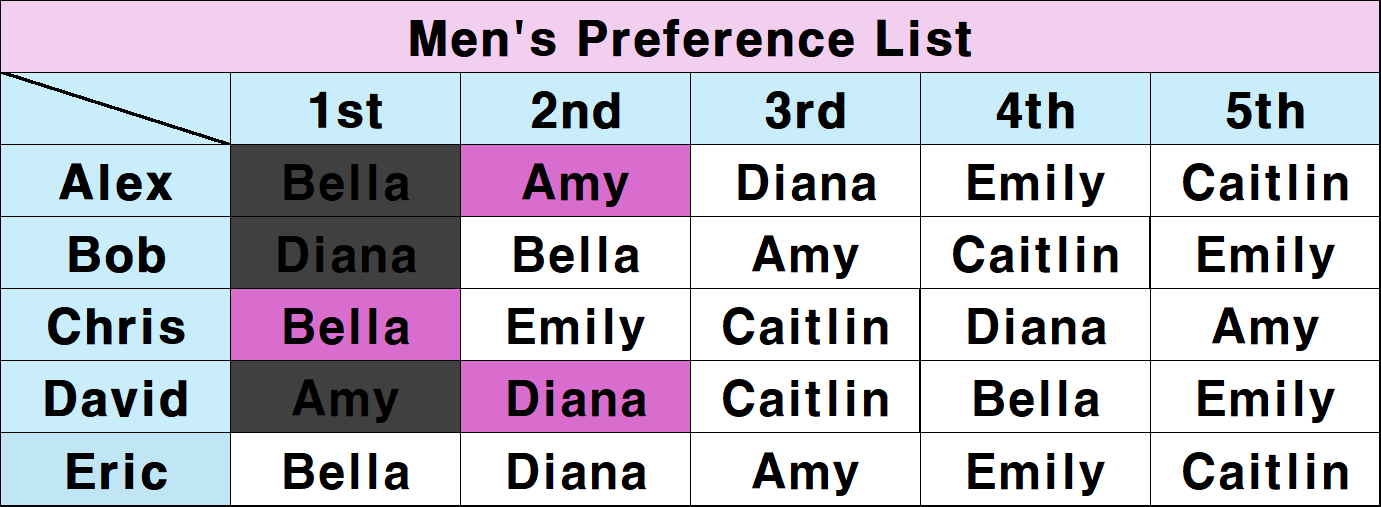 Men's Preference List
1st 2nd 3rd 4th 5th
Alex Bella Amy Diana Emily Caitlin
Bob Diana Bella Amy Caitlin Emily
Chris Bella Emily Caitlin Diana Amy
David Amy Diana Caitlin Bella Emily
Eric Bella Diana Amy Emily Caitlin